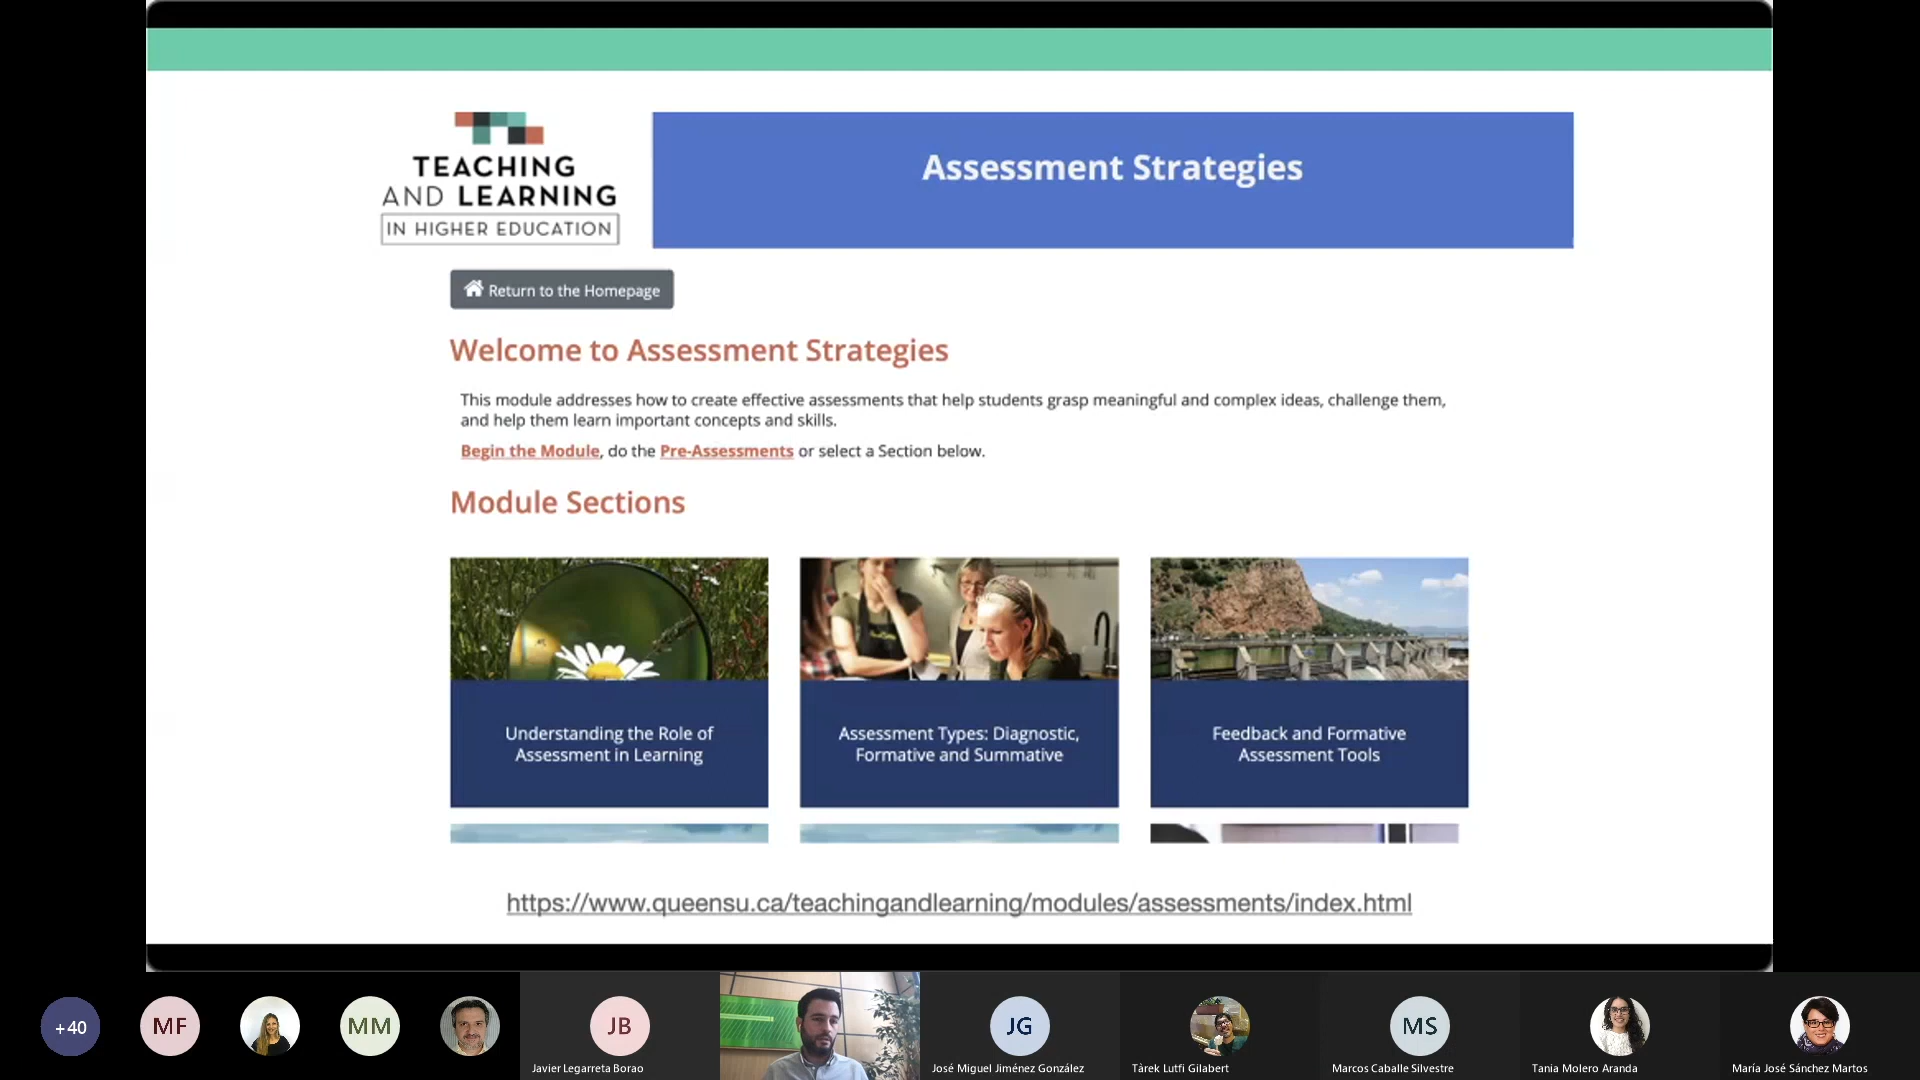 TEACHING
AND LEARNING
IN HIGHER EDUCATION
Assessment Strategies
Return to the Homepage
Welcome to Assessment Strategies
This module addresses how to create effective assessments that help students grasp meaningful and complex ideas, challenge them,
and help them learn important concepts and skills.
Begin the Module, do the Pre-Assessments or select a Section below.
Module Sections
Understanding the Role of
Assessment in Learning
Assessment Types: Diagnostic,
Formative and Summative
Feedback and Formative
Assessment Tools
https://www.queensu.ca/teachingandlearning/modules/assessments/index.html
+40
MF
MM
JB
JG
MS
Javier Legarreta Borao
José Miguel Jiménez González
Tàrek Lutfi Gilabert
Marcos Caballe Silvestre
Tania Molero Aranda
María José Sánchez Martos